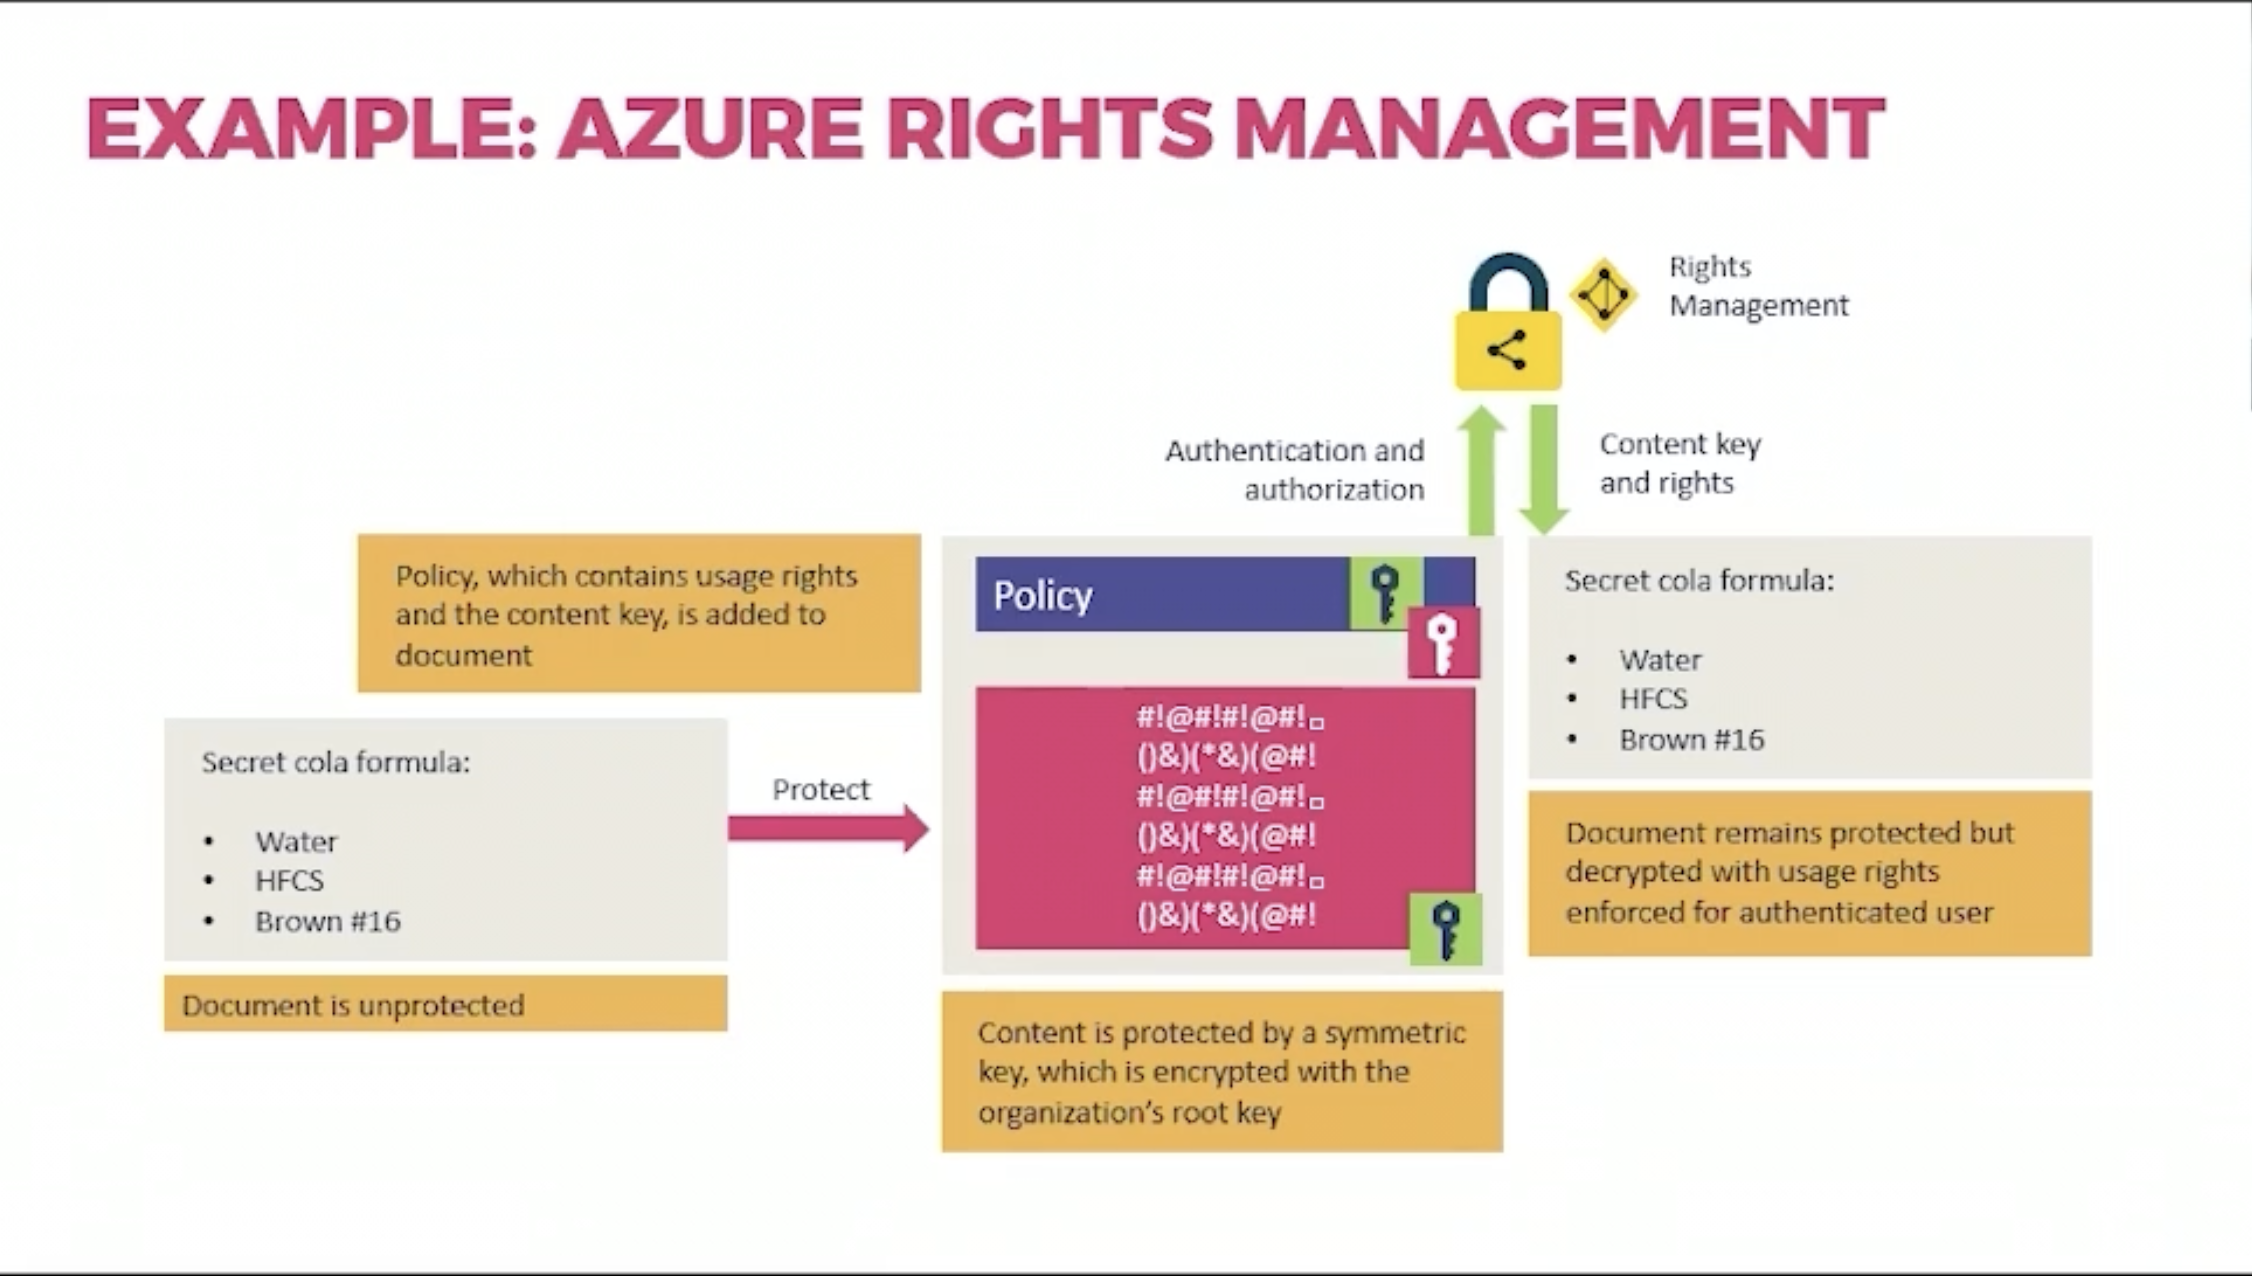 EXAMPLE: AZURE RIGHTS MANAGEMENT
Rights
Management
Authentication and
authorization
Content key
and rights
Policy, which contains usage rights
and the content key, is added to
document
Secret cola formula:
• Water
• HFCS
• Brown #16
Document is unprotected
Protect
Policy
#!@#!#!@#!□
()&)(*&)(@#!
#!@#!#!@#!□
()&)(*&)(@#!
#!@#!#!@#!□
()&)(*&)(@#!
Content is protected by a symmetric
key, which is encrypted with the
organization's root key
Secret cola formula:
• Water
• HFCS
• Brown #16
Document remains protected but
decrypted with usage rights
enforced for authenticated user